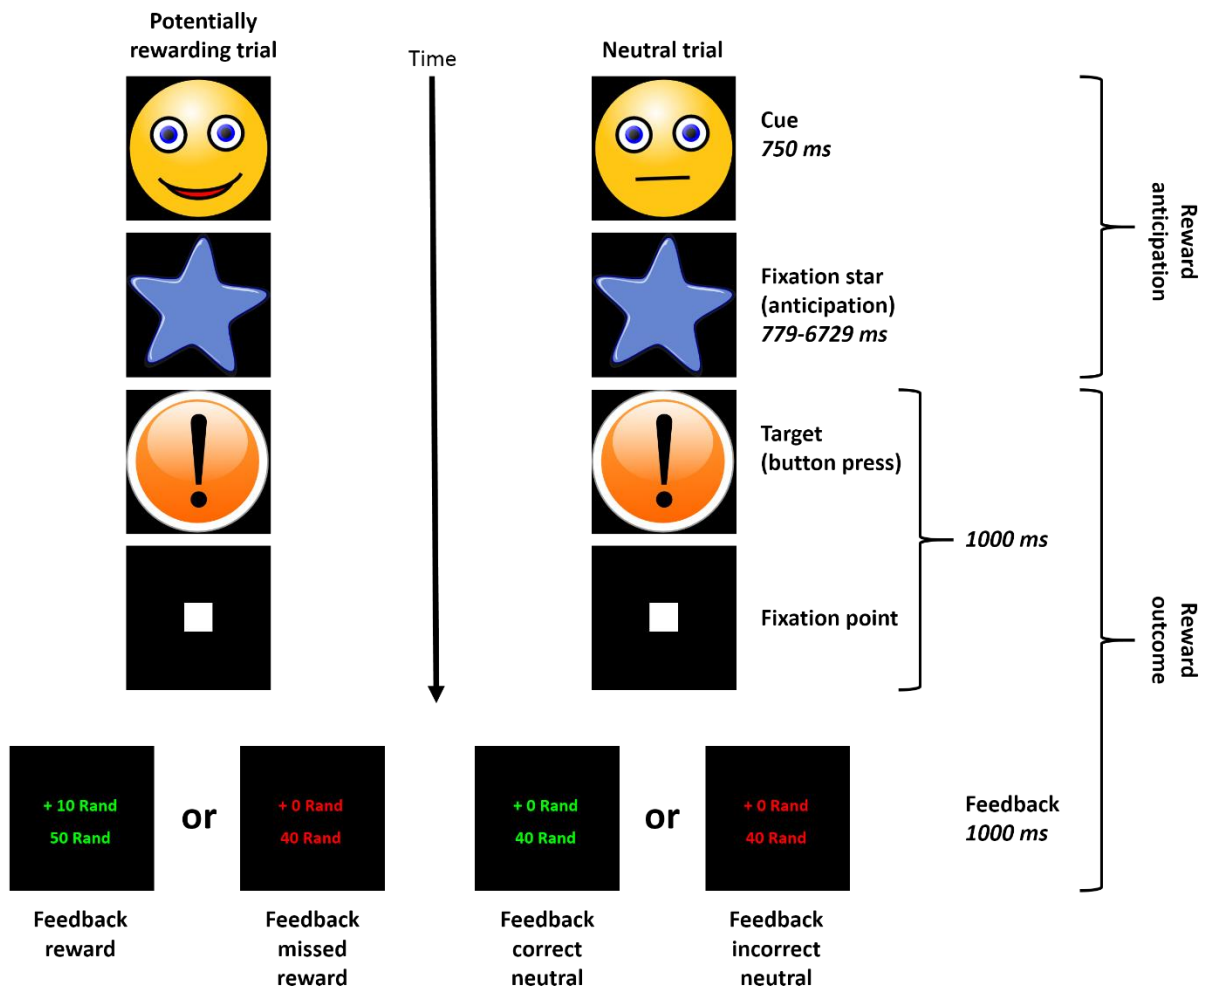 Potentially
rewarding trial
Time
Neutral trial
Cue
750 ms
Fixation star
(anticipation)
779-6729 ms
Reward
anticipation
Target
(button press)
1000 ms
Fixation point
Reward
outcome
+ 10 Rand
50 Rand
or
+ 0 Rand
40 Rand
+ 0 Rand
40 Rand
or
+ 0 Rand
40 Rand
Feedback
1000 ms
Feedback
reward
Feedback
missed
reward
Feedback
correct
neutral
Feedback
incorrect
neutral